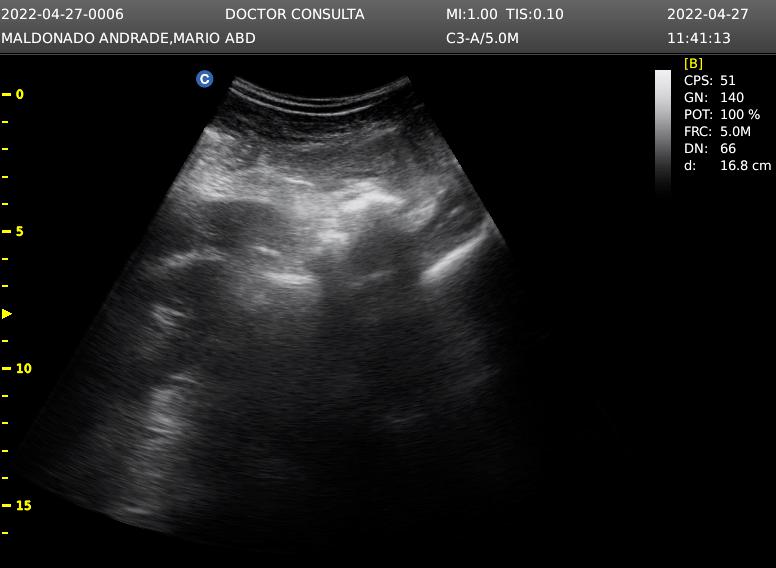 2022-04-27-0006 DOCTOR CONSULTA MI:1.00 TIS:0.10 2022-04-27
MALDONADO ANDRADE,MARIO ABD C3-A/5.0M 11:41:13
C
[B]
CPS: 51
GN: 140
POT: 100 %
FRC: 5.0M
DN: 66
d: 16.8 cm
0
5
10
15